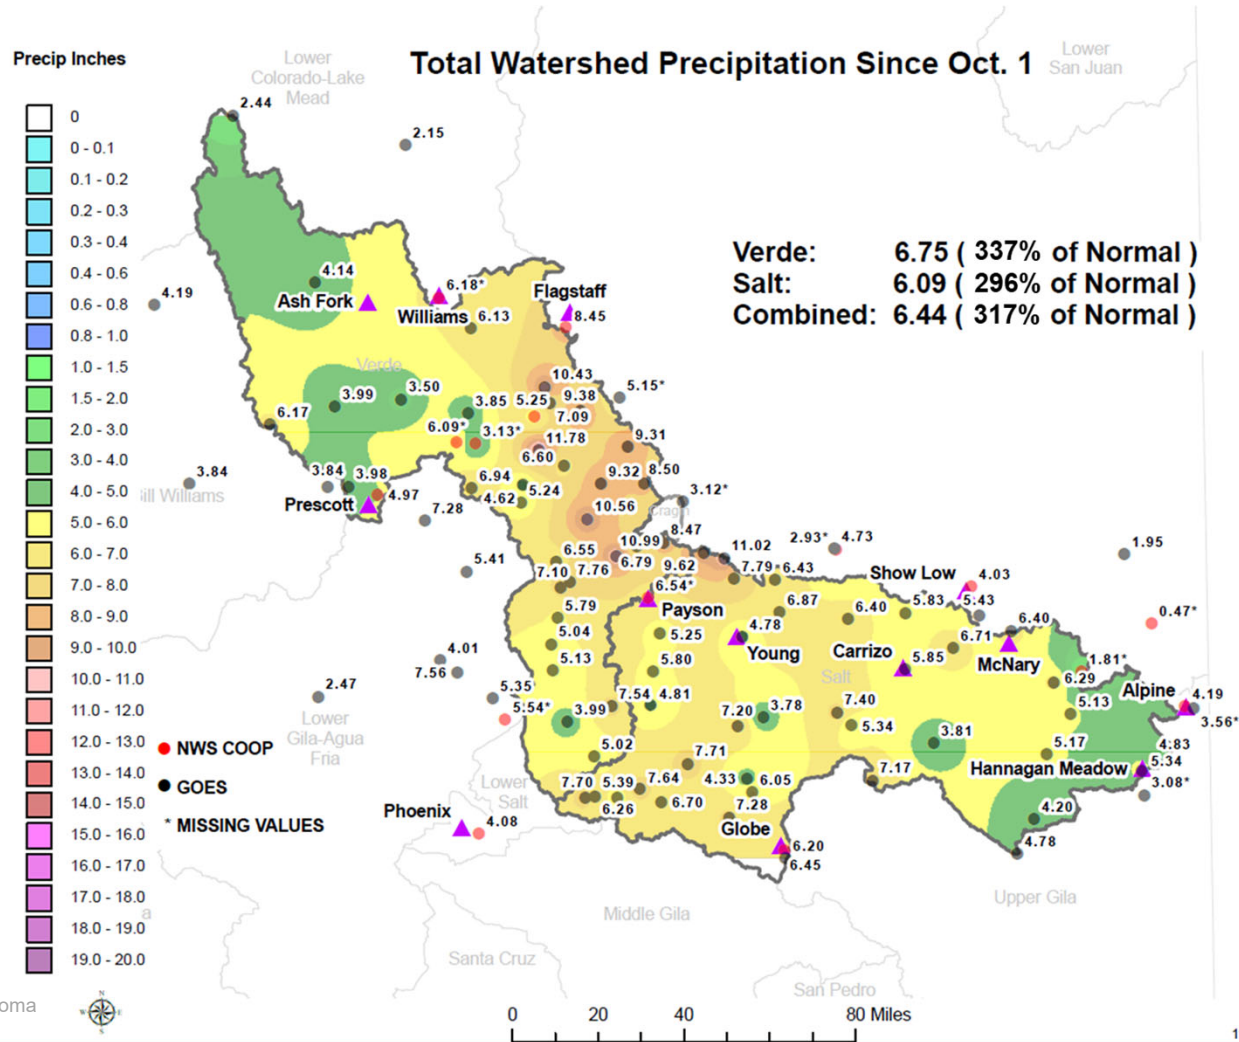 Total Watershed Precipitation Since Oct. 1
Precip Inches
0
0 - 0.1
0.1 - 0.2
0.2 - 0.3
0.3 - 0.4
0.4 - 0.6
0.6 - 0.8
0.8 - 1.0
1.0 - 1.5
1.5 - 2.0
2.0 - 3.0
3.0 - 4.0
4.0 - 5.0
5.0 - 6.0
6.0 - 7.0
7.0 - 8.0
8.0 - 9.0
9.0 - 10.0
10.0 - 11.0
11.0 - 12.0
12.0 - 13.0
13.0 - 14.0
14.0 - 15.0
15.0 - 16.0
16.0 - 17.0
17.0 - 18.0
18.0 - 19.0
19.0 - 20.0
Lower
Colorado-Lake
Mead
Lower
San Juan
Verde: 6.75 ( 337% of Normal )
Salt: 6.09 ( 296% of Normal )
Combined: 6.44 ( 317% of Normal )
2.44
2.15
4.14
4.19
Ash Fork
6.18*
Williams
6.13
Flagstaff
8.45
Verde
10.43
5.15*
3.99
3.50
3.85
5.25
9.38
7.09
6.17
6.09*
3.13*
11.78
9.31
6.60
3.84
ill Williams
3.84
3.98
Prescott
4.97
6.94
4.62
5.24
9.32
8.50
3.12*
Cragin
7.28
10.56
8.47
10.99
11.02
2.93*
4.73
1.95
5.41
6.55
6.79
9.62
7.79*
6.43
7.10
7.76
6.54*
Payson
Show Low
4.03
5.79
6.87
6.40
5.83
5.43
0.47*
5.04
5.25
4.78
Young
Carrizo
5.85
6.71
6.40
McNary
1.81*
4.01
7.56
5.13
5.80
Salt
6.29
Alpine
4.19
3.56*
2.47
5.35
5.54*
3.99
7.54
4.81
7.20
3.78
7.40
5.34
5.13
Lower
Gila-Agua
Fria
3.81
5.17
4.83
5.34
Hannagan Meadow
3.08*
5.02
7.71
7.17
Lower
Salt
7.70
5.39
7.64
4.33
6.05
6.26
6.70
7.28
4.20
4.78
Phoenix
4.08
Globe
6.20
6.45
NWS COOP
GOES
* MISSING VALUES
Middle Gila
Upper Gila
Santa Cruz
San Pedro
a
oma
N
W
E
S
0 20 40 80 Miles
1